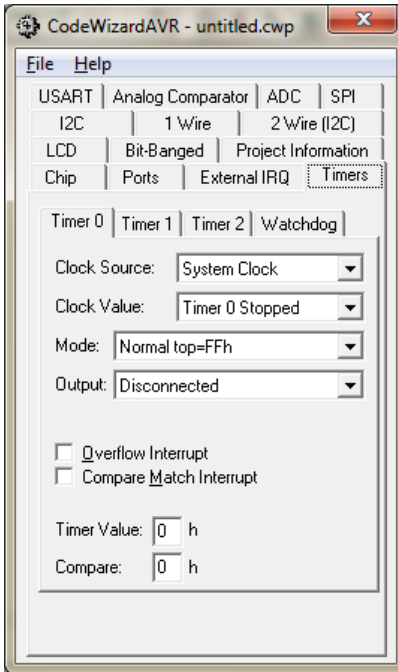 CodeWizardAVR - untitled.cwp
File Help
USART Analog Comparator ADC SPI
I2C 1 Wire 2 Wire (I2C)
LCD Bit-Banged Project Information
Chip Ports External IRQ Timers
Timer 0 Timer 1 Timer 2 Watchdog
Clock Source: System Clock
Clock Value: Timer 0 Stopped
Mode: Normal top=FFh
Output: Disconnected
Overflow Interrupt
Compare Match Interrupt
Timer Value: 0 h
Compare: 0 h